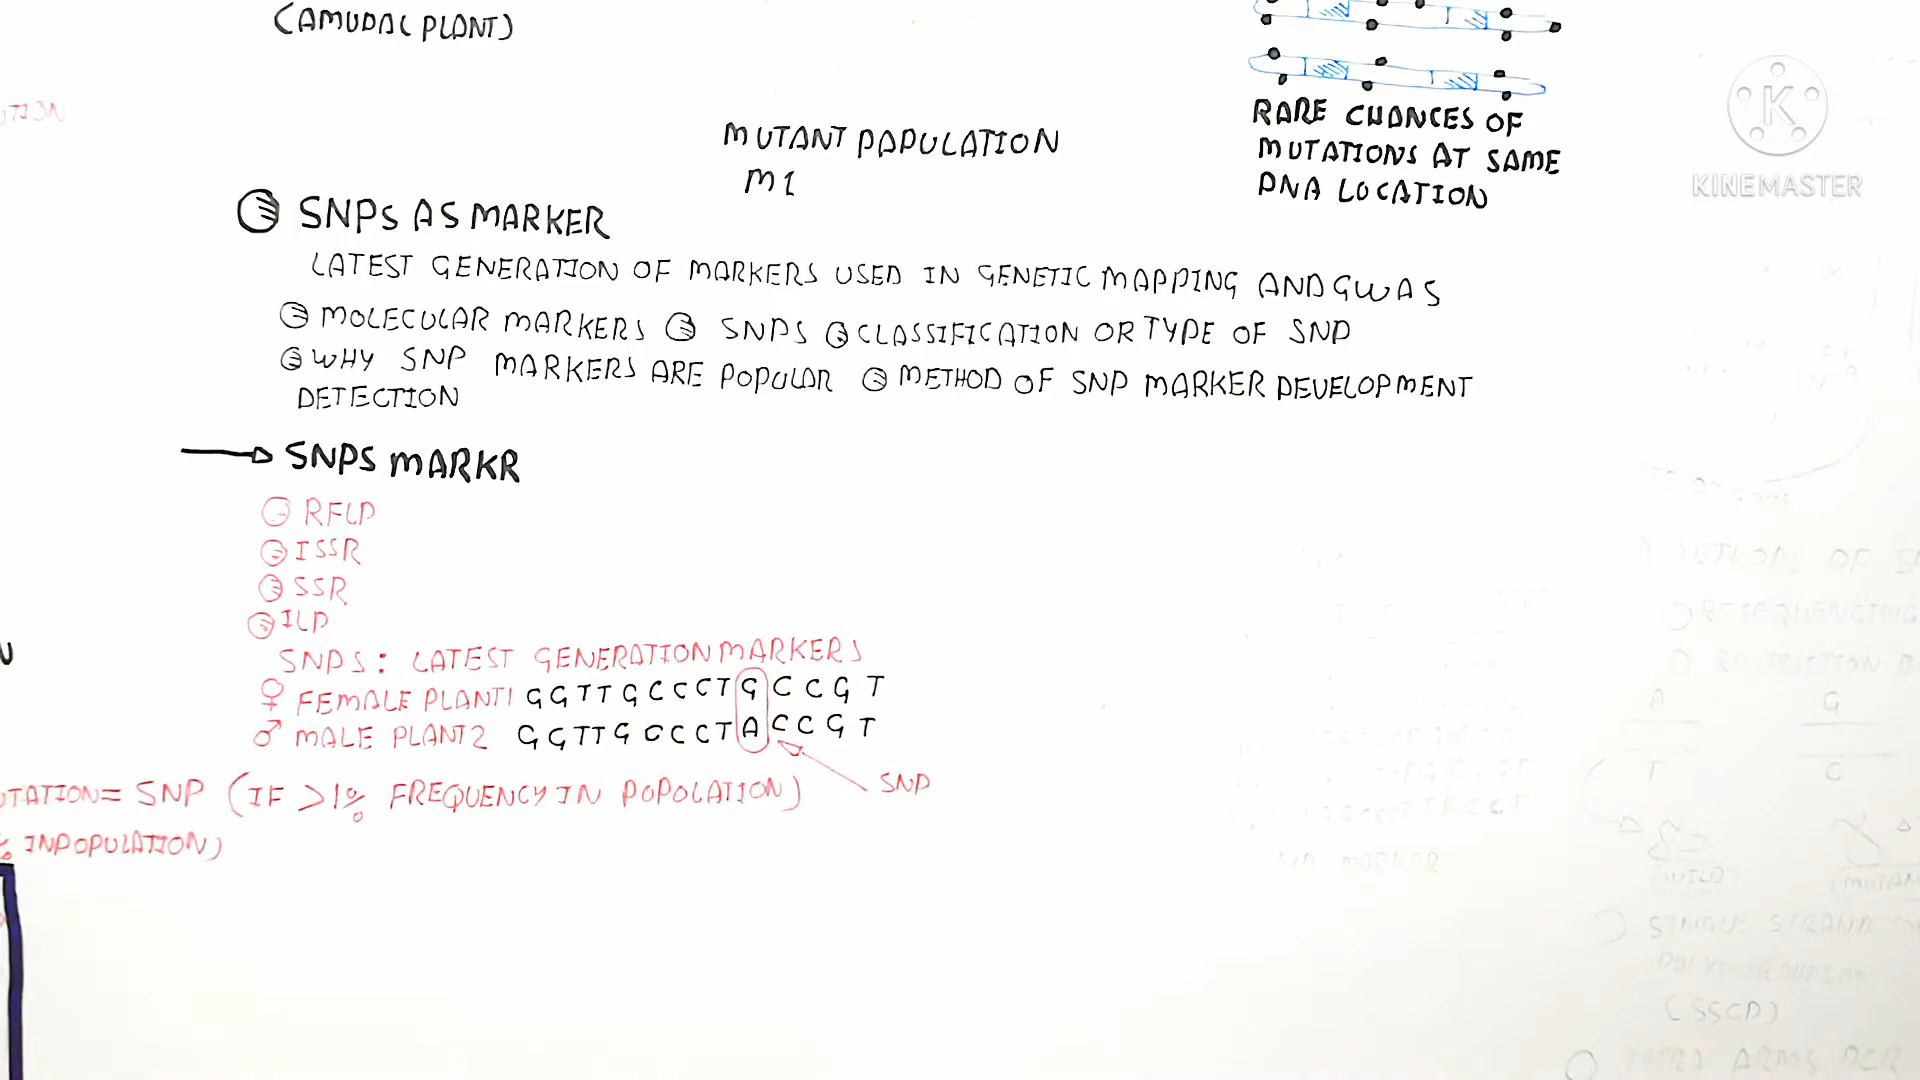 (AMUDAL PLANT)
RARE CHANCES OF
MUTATIONS AT SAME
DNA LOCATION
KINEMASTER
MUTANT PAPULATION
M1
SNPS AS MARKER
LATEST GENERATION OF MARKERS USED IN GENETIC MAPPING AND GWAS
MOLECULAR MARKERS SNPS CLASSIFICATION OR TYPE OF SNP
WHY SNP MARKERS ARE POPULAR METHOD OF SNP MARKER DEVELOPMENT
DETECTION
SNPS MARKR
RFLP
ISSR
SSR
ILP
SNPS: LATEST GENERATION MARKERS
♀ FEMALE PLANT1 GGTTGCCCTGCCGT
♂ MALE PLANT2 GGTTGCCCTACCGT
SNP
= SNP (IF >1% FREQUENCY IN POPOLATION)
INPOPULATION)
A G
T C
(SSCP)